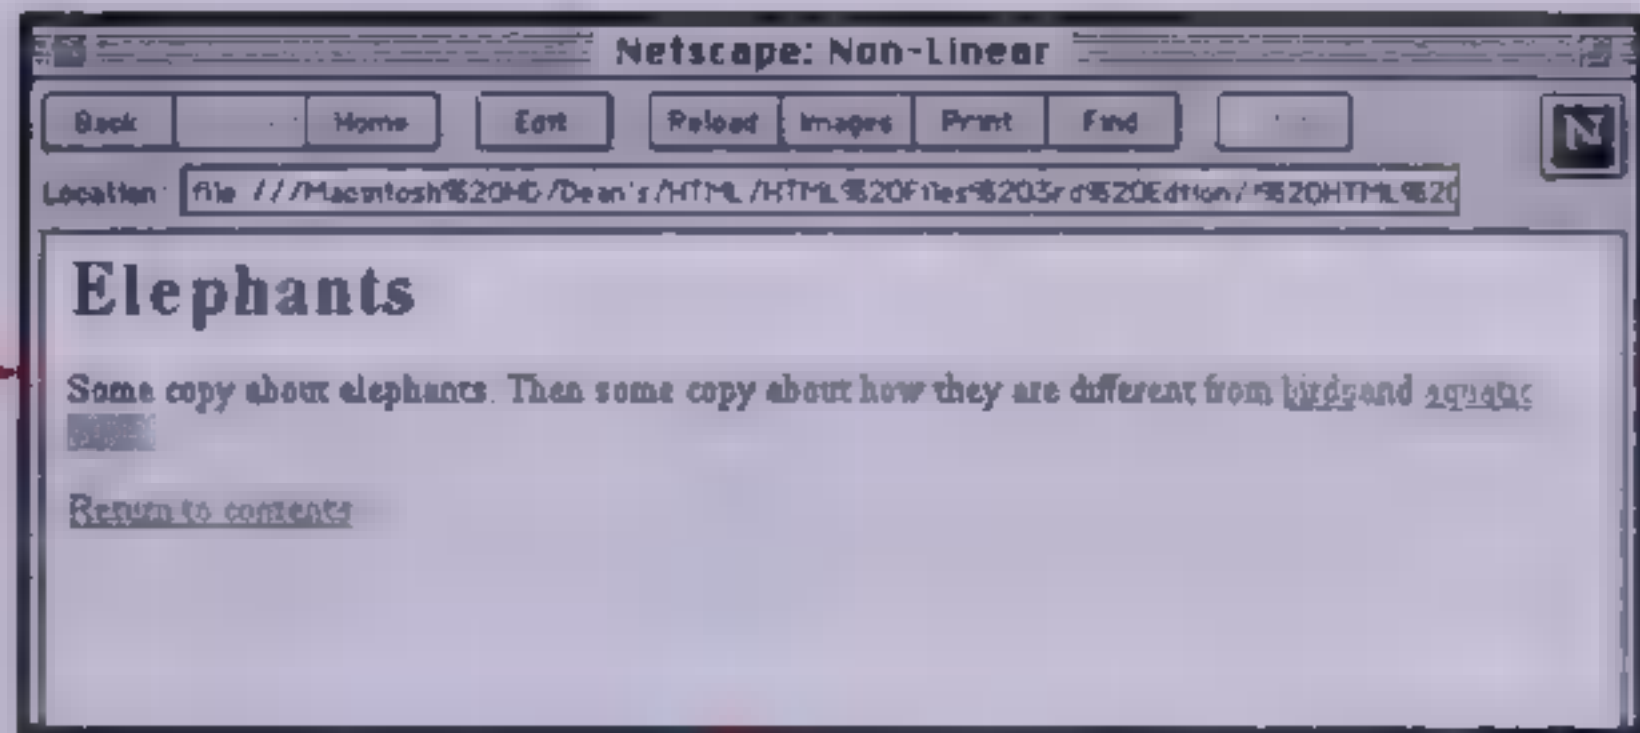 Netscape: Non-Linear
Back Home Edit Reload Images Print Find
N
Location: file:///Macintosh%20HD/Dean's/HTML/HTML%20Files%203rd%20Edition/*%20HTML%20
Elephants
Some copy about elephants. Then some copy about how they are different from birds and aquatic
Return to contents